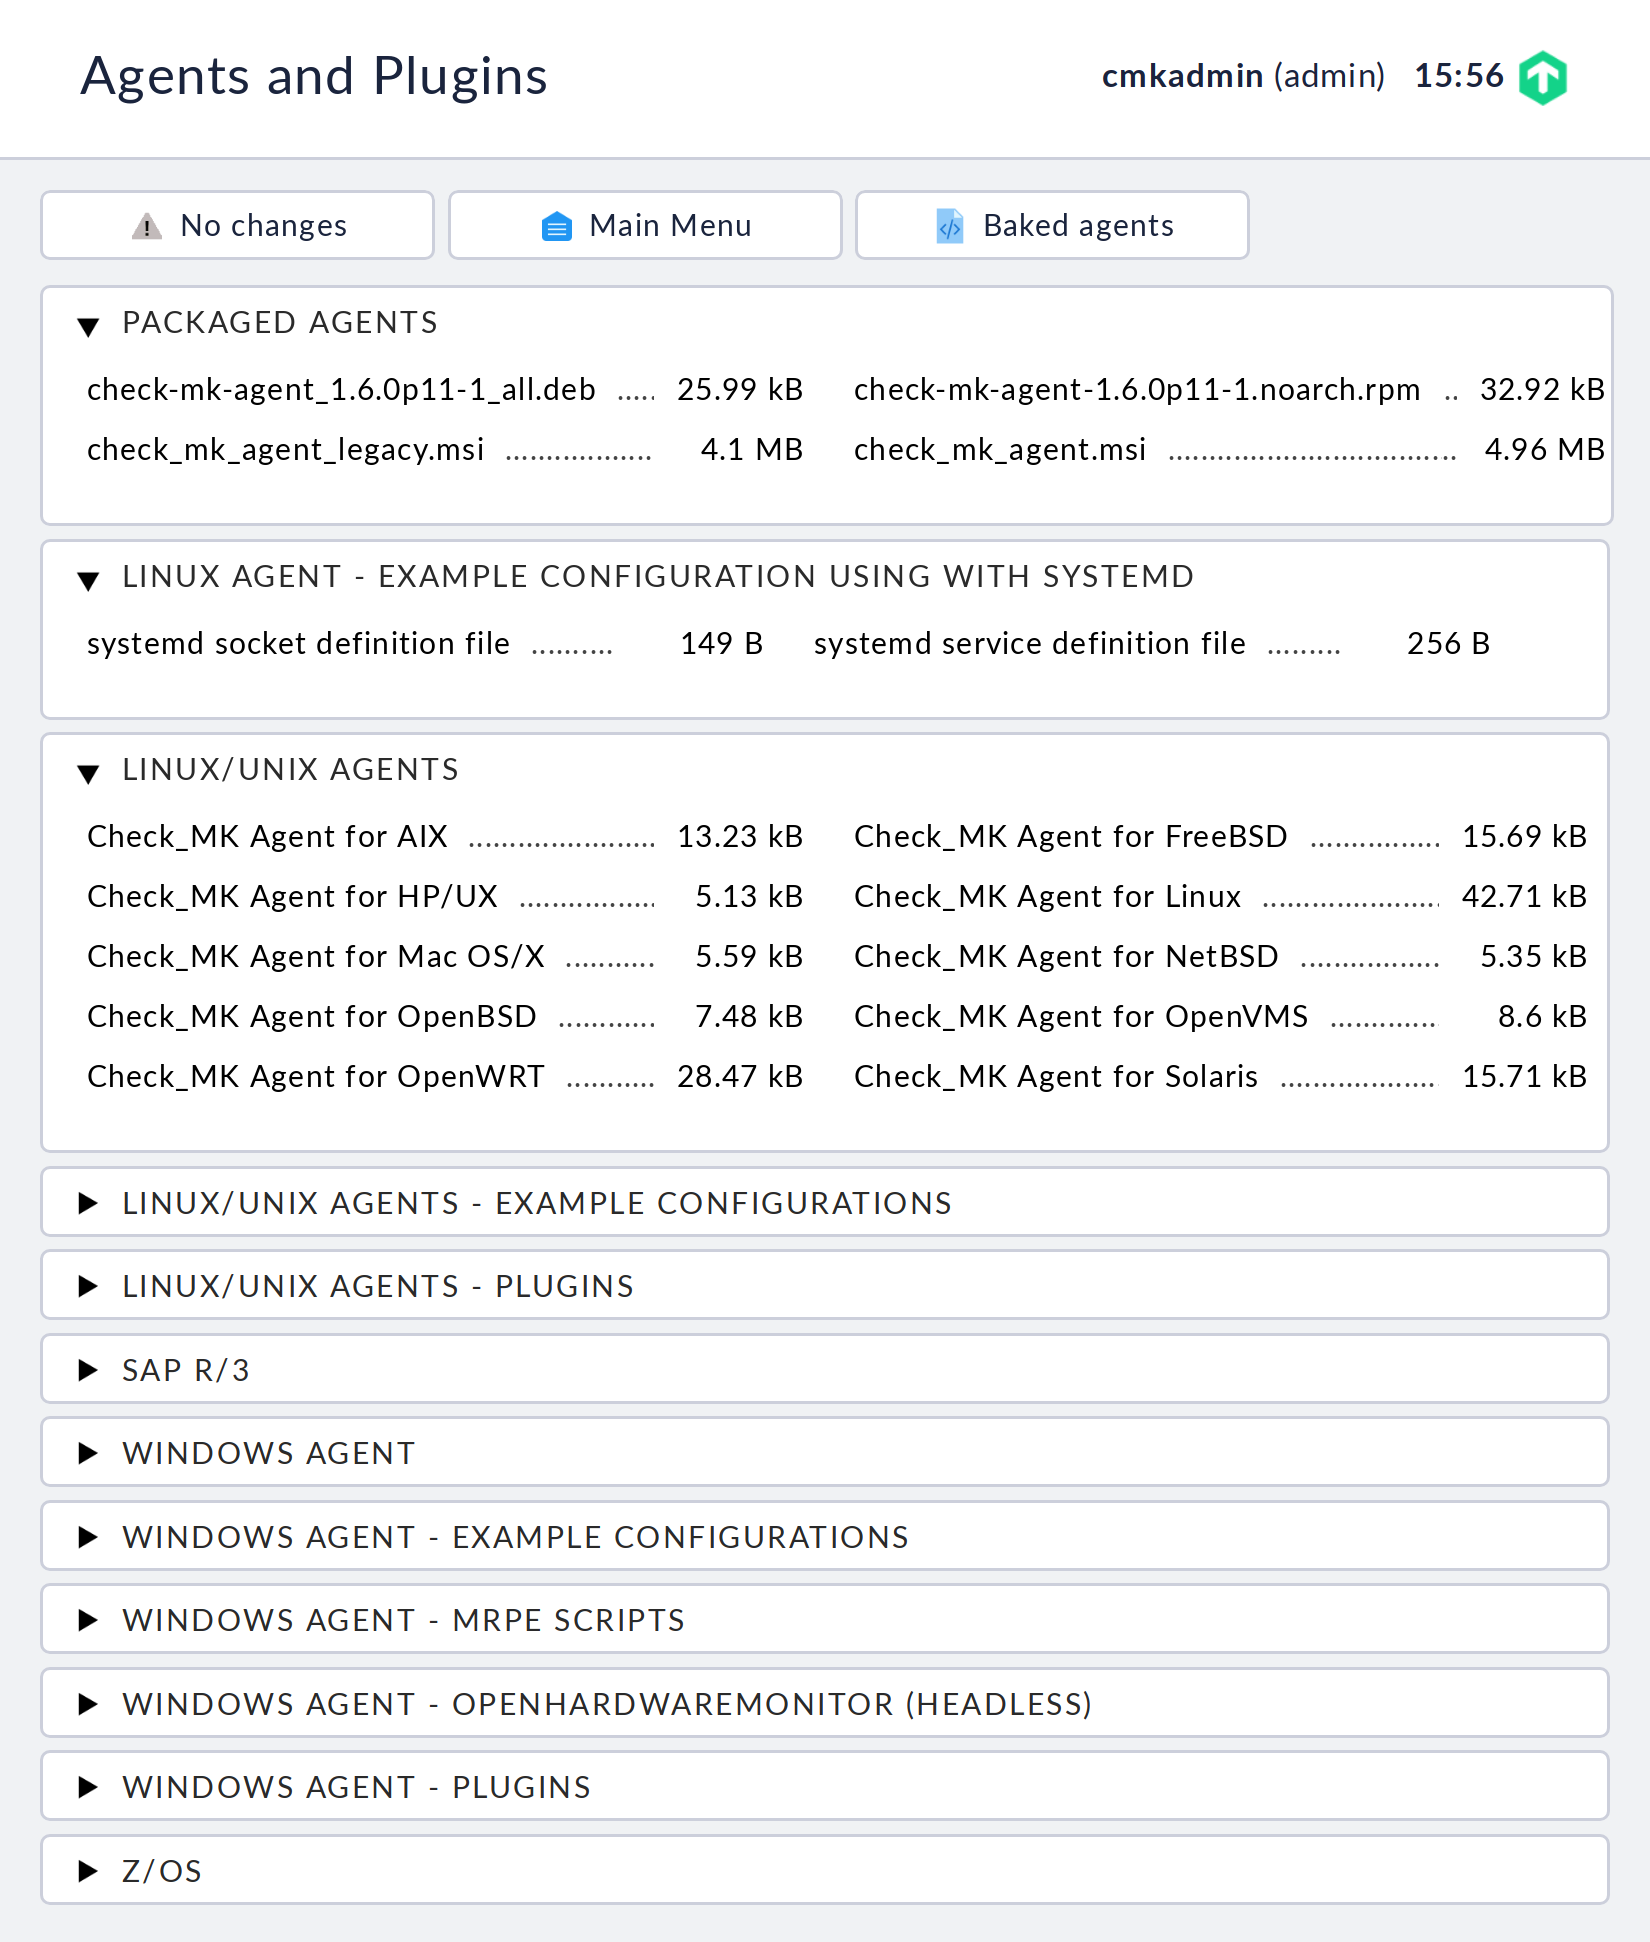 Agents and Plugins cmkadmin (admin) 15:56
No changes Main Menu Baked agents
PACKAGED AGENTS
check-mk-agent_1.6.0p11-1_all.deb ..... 25.99 kB check-mk-agent-1.6.0p11-1.noarch.rpm .. 32.92 kB
check_mk_agent_legacy.msi .................. 4.1 MB check_mk_agent.msi .................................... 4.96 MB
LINUX AGENT - EXAMPLE CONFIGURATION USING WITH SYSTEMD
systemd socket definition file .......... 149 B systemd service definition file ......... 256 B
LINUX/UNIX AGENTS
Check_MK Agent for AIX ....................... 13.23 kB Check_MK Agent for FreeBSD ................ 15.69 kB
Check_MK Agent for HP/UX ................. 5.13 kB Check_MK Agent for Linux ...................... 42.71 kB
Check_MK Agent for Mac OS/X ........... 5.59 kB Check_MK Agent for NetBSD ................. 5.35 kB
Check_MK Agent for OpenBSD ............ 7.48 kB Check_MK Agent for OpenVMS ............. 8.6 kB
Check_MK Agent for OpenWRT ........... 28.47 kB Check_MK Agent for Solaris ................... 15.71 kB
LINUX/UNIX AGENTS - EXAMPLE CONFIGURATIONS
LINUX/UNIX AGENTS - PLUGINS
SAP R/3
WINDOWS AGENT
WINDOWS AGENT - EXAMPLE CONFIGURATIONS
WINDOWS AGENT - MRPE SCRIPTS
WINDOWS AGENT - OPENHARDWAREMONITOR (HEADLESS)
WINDOWS AGENT - PLUGINS
Z/OS